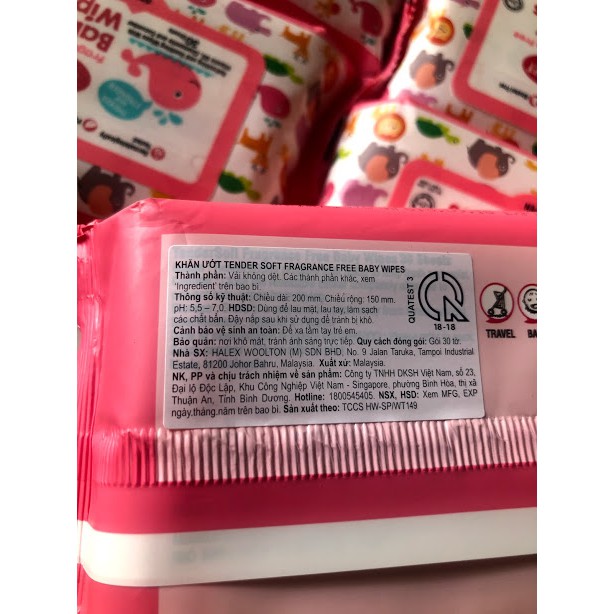 KHĂN ƯỚT TENDER SOFT FRAGRANCE FREE BABY WIPES
Thành phần: Vải không dệt. Các thành phần khác, xem
'Ingredient' trên bao bì.
Thông số kỹ thuật: Chiều dài: 200 mm, Chiều rộng: 150 mm.
pH: 5,5 – 7,0. HDSD: Dùng để lau mặt, lau tay, làm sạch
các chất bẩn. Đậy nắp sau khi sử dụng để tránh bị khô.
Cảnh báo vệ sinh an toàn: Để xa tầm tay trẻ em.
Bảo quản: nơi khô mát, tránh ánh sáng mặt trời. Quy cách đóng gói: Gói 30 tờ.
Nhà SX: HALEX WOOLTON (M) SDN BHD, No. 9 Jalan Taruka, Tampoi Industrial
Estate, 81200 Johor Bahru, Malaysia. Xuất xứ: Malaysia.
NK, PP và chịu trách nhiệm về sản phẩm: Công ty TNHH DKSH Việt Nam, số 23,
Đại lộ Độc Lập, Khu Công Nghiệp Việt Nam - Singapore, phường Bình Hòa, thị xã
Thuận An, Tỉnh Bình Dương. Hotline: 1800545405. NSX, HSD: Xem MFG, EXP
ngày.tháng.năm trên bao bì. Sản xuất theo: TCCS HW-SP/WT149
QUATEST 3
18-18
TRAVEL